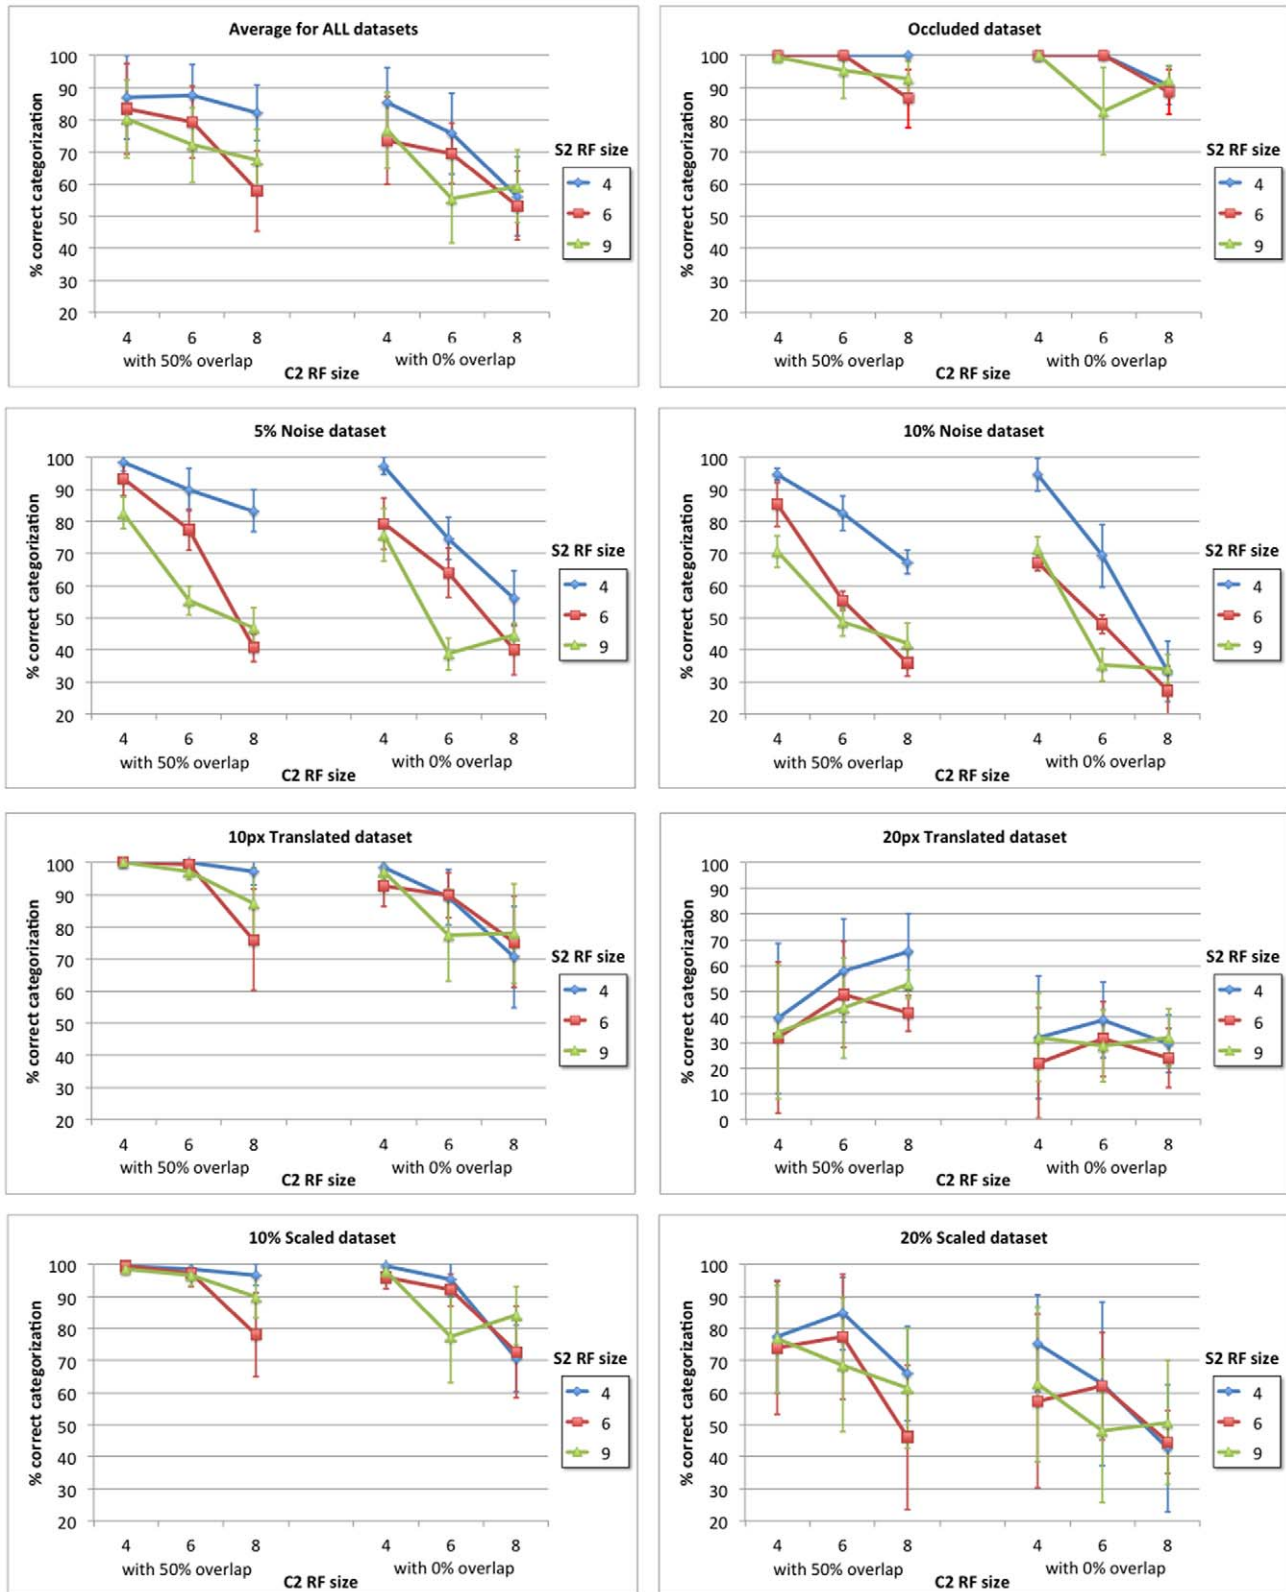 Average for ALL datasets
% correct categorization
100
90
80
70
60
50
40
30
20
4 6 8 4 6 8
with 50% overlap with 0% overlap
C2 RF size
S2 RF size
4
6
9
Occluded dataset
% correct categorization
100
90
80
70
60
50
40
30
20
4 6 8 4 6 8
with 50% overlap with 0% overlap
C2 RF size
S2 RF size
4
6
9
5% Noise dataset
% correct categorization
100
90
80
70
60
50
40
30
20
4 6 8 4 6 8
with 50% overlap with 0% overlap
C2 RF size
S2 RF size
4
6
9
10% Noise dataset
% correct categorization
100
90
80
70
60
50
40
30
20
4 6 8 4 6 8
with 50% overlap with 0% overlap
C2 RF size
S2 RF size
4
6
9
10px Translated dataset
% correct categorization
100
90
80
70
60
50
40
30
20
4 6 8 4 6 8
with 50% overlap with 0% overlap
C2 RF size
S2 RF size
4
6
9
20px Translated dataset
% correct categorization
100
90
80
70
60
50
40
30
20
10
0
4 6 8 4 6 8
with 50% overlap with 0% overlap
C2 RF size
S2 RF size
4
6
9
10% Scaled dataset
% correct categorization
100
90
80
70
60
50
40
30
20
4 6 8 4 6 8
with 50% overlap with 0% overlap
C2 RF size
S2 RF size
4
6
9
20% Scaled dataset
% correct categorization
100
90
80
70
60
50
40
30
20
4 6 8 4 6 8
with 50% overlap with 0% overlap
C2 RF size
S2 RF size
4
6
9